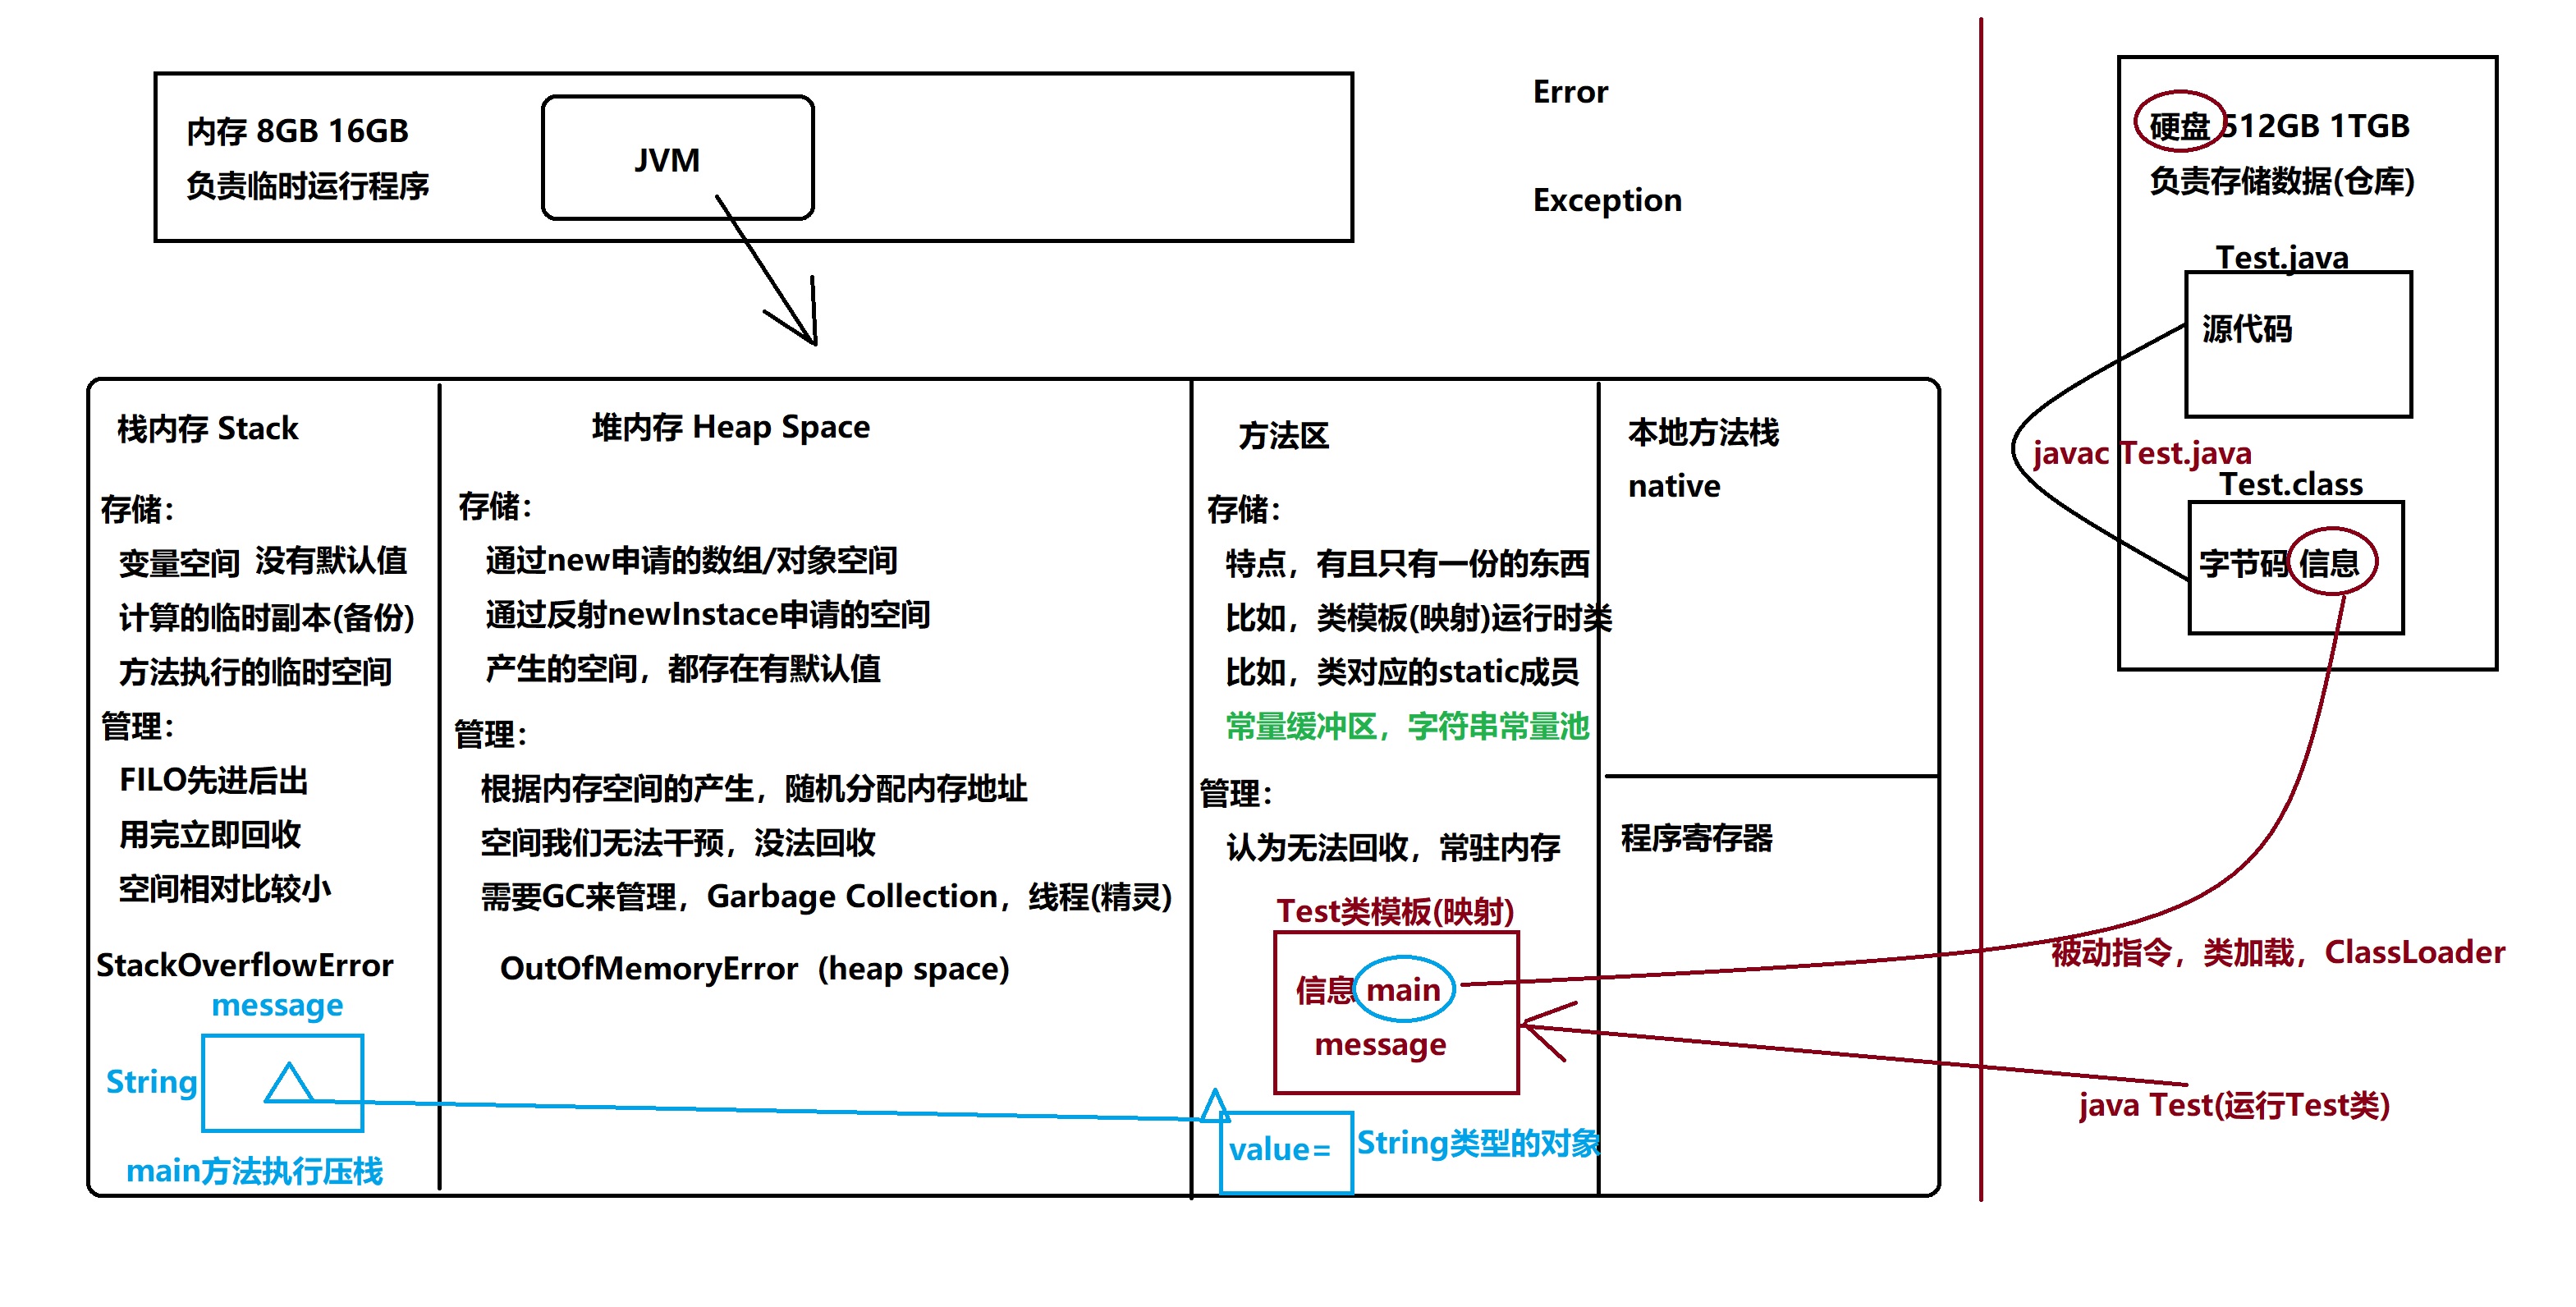 内存 8GB 16GB
负责临时运行程序
JVM
Error
Exception
硬盘 512GB 1TGB
负责存储数据(仓库)
Test.java
源代码
javac Test.java
Test.class
字节码 信息
栈内存 Stack
存储：
变量空间 没有默认值
计算的临时副本(备份)
方法执行的临时空间
管理：
FILO先进后出
用完立即回收
空间相对比较小
StackOverflowError
message
String
main方法执行压栈
堆内存 Heap Space
存储：
通过new申请的数组/对象空间
通过反射newInstace申请的空间
产生的空间，都存在有默认值
管理：
根据内存空间的产生，随机分配内存地址
空间我们无法干预，没法回收
需要GC来管理，Garbage Collection，线程(精灵)
OutOfMemoryError (heap space)
方法区
存储：
特点，有且只有一份的东西
比如，类模板(映射)运行时类
比如，类对应的static成员
常量缓冲区，字符串常量池
管理：
认为无法回收，常驻内存
Test类模板(映射)
信息 main
message
value=
String类型的对象
本地方法栈
native
程序寄存器
被动指令，类加载，ClassLoader
java Test(运行Test类)